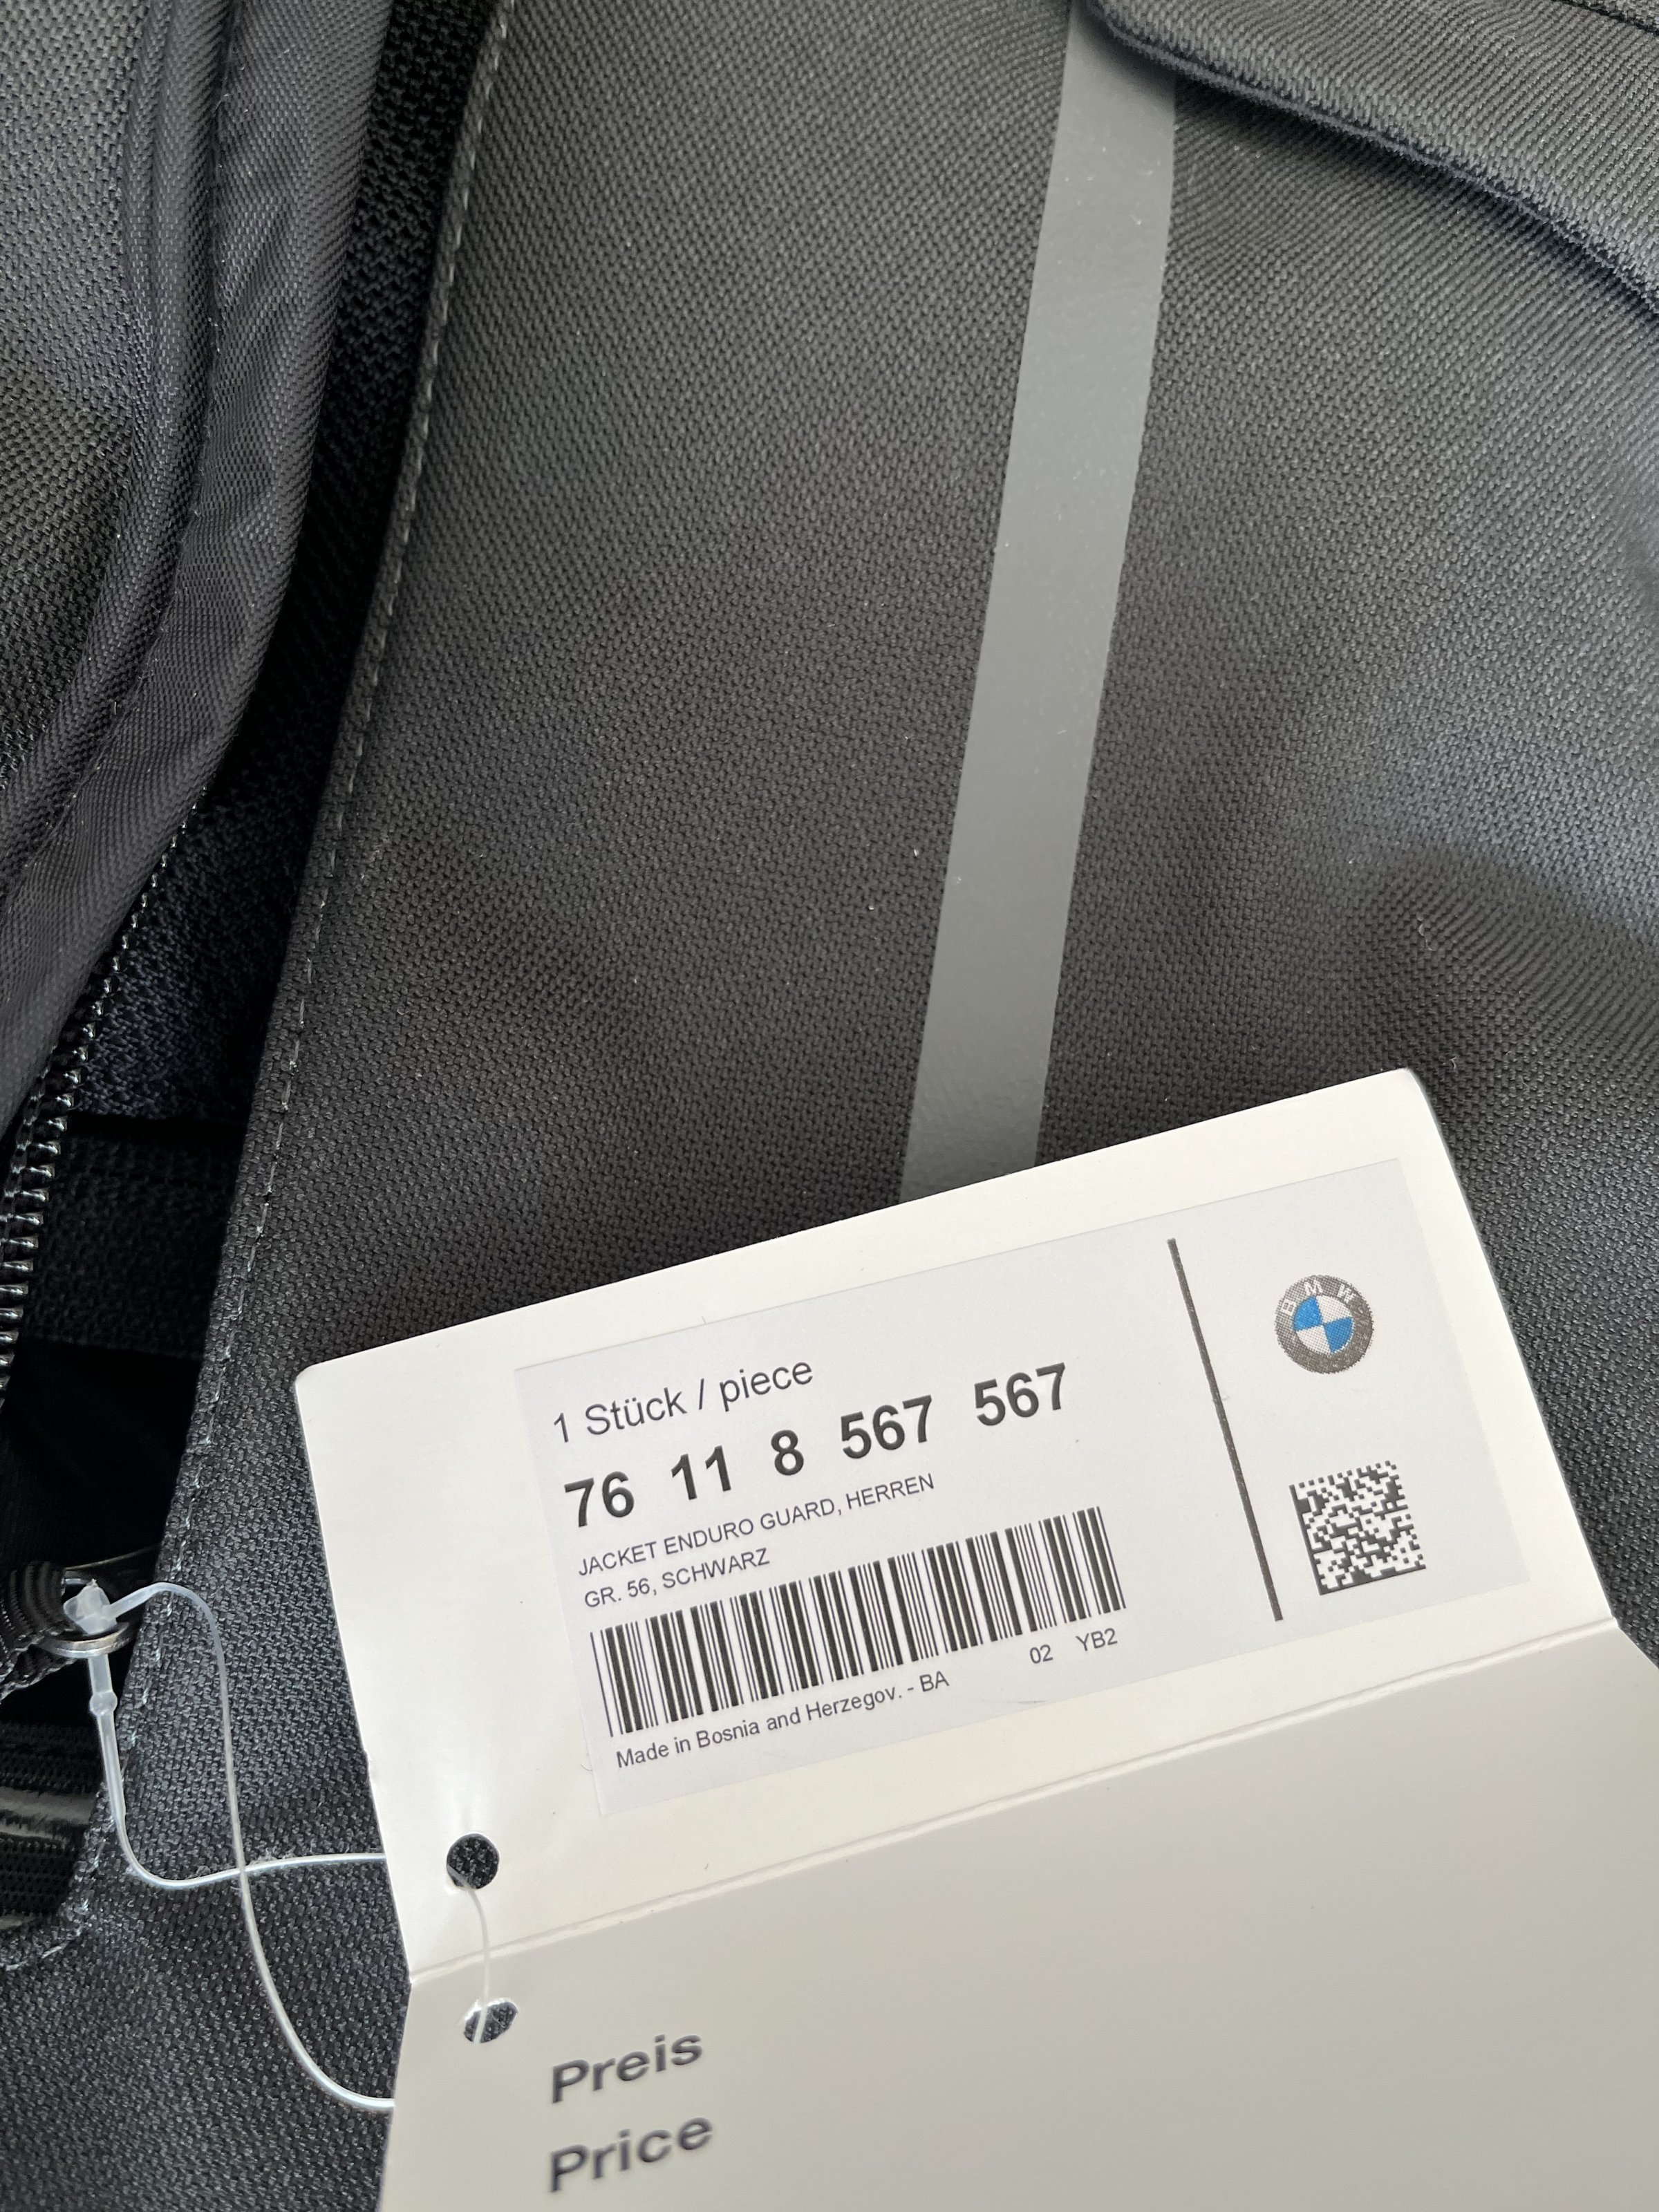 1 Stück / piece
76 11 8 567 567
JACKET ENDURO GUARD, HERREN
GR. 56, SCHWARZ
02 YB2
Made in Bosnia and Herzegov. - BA
BMW
Preis
Price